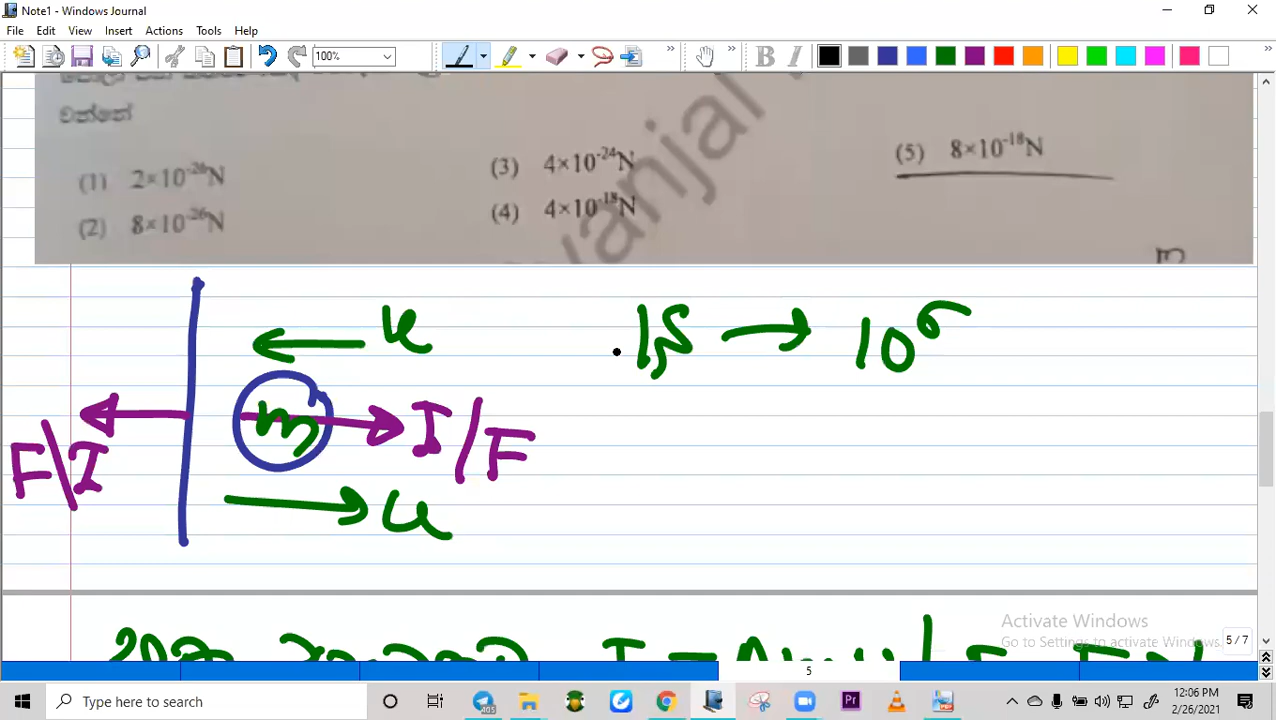 Note1 - Windows Journal
File Edit View Insert Actions Tools Help
100%
වන්නේ
(1) 2×10⁻²⁶N
(3) 4×10⁻²⁴N
(5) 8×10⁻¹⁸N
(2) 8×10⁻²⁶N
(4) 4×10⁻¹⁸N
u
1s → 10⁶
m
I/F
F/I
u
Activate Windows
Go to Settings to activate Windows.
5 / 7
5
Type here to search
12:06 PM
2/26/2021